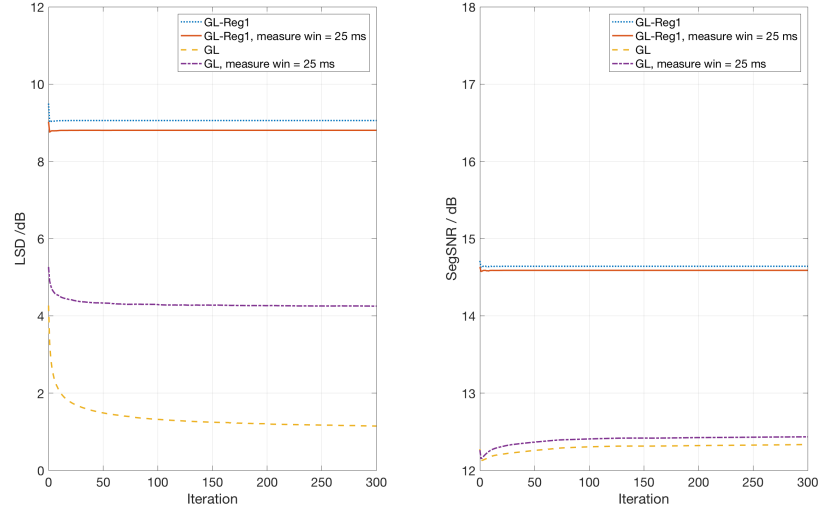 12
10
8
6
4
2
0
LSD /dB
0 50 100 150 200 250 300
Iteration
GL-Reg1
GL-Reg1, measure win = 25 ms
GL
GL, measure win = 25 ms
18
17
16
15
14
13
12
SegSNR / dB
0 50 100 150 200 250 300
Iteration
GL-Reg1
GL-Reg1, measure win = 25 ms
GL
GL, measure win = 25 ms